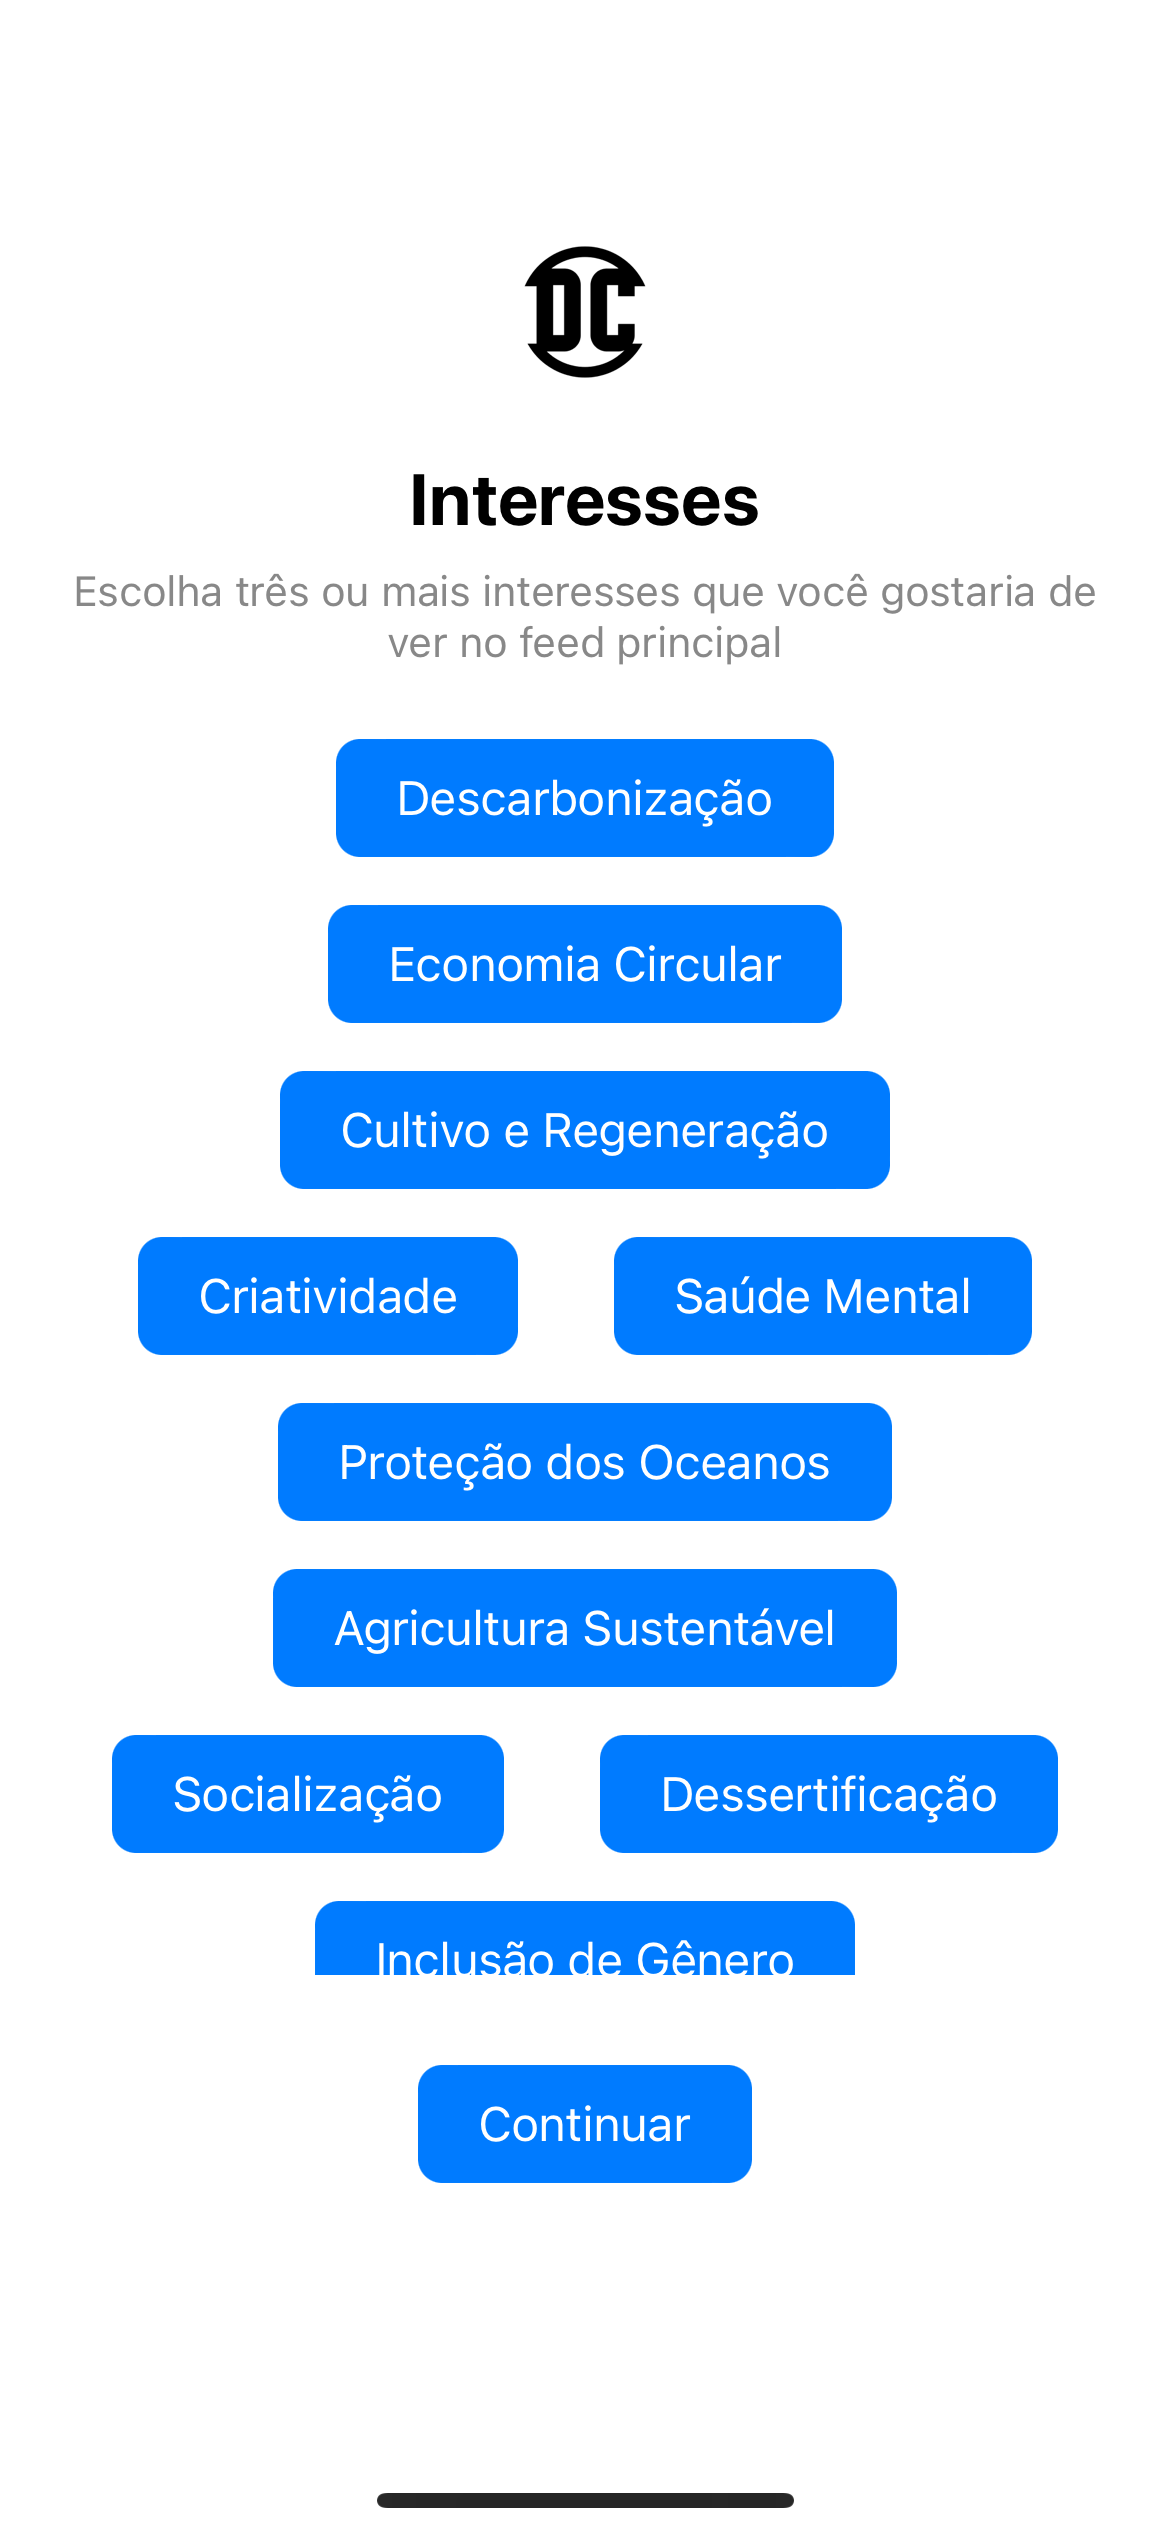 DC
Interesses
Escolha três ou mais interesses que você gostaria de
ver no feed principal
Descarbonização
Economia Circular
Cultivo e Regeneração
Criatividade Saúde Mental
Proteção dos Oceanos
Agricultura Sustentável
Socialização Dessertificação
Inclusão de Gênero
Continuar